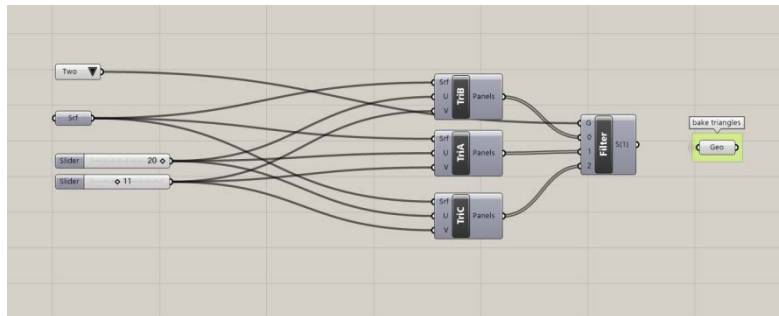 Two
Srf
Slider 20
Slider 11
Srf
U
V
TriB
Panels
Srf
U
V
TriA
Panels
Srf
U
V
TriC
Panels
G
0
1
2
Filter
S(1)
bake triangles
Geo